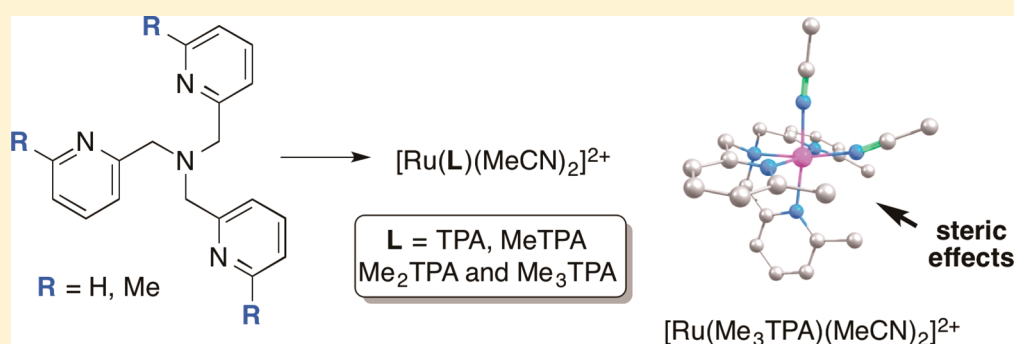 R
N
R
N
N
N
R
R = H, Me
[Ru(L)(MeCN)₂]²⁺
L = TPA, MeTPA
Me₂TPA and Me₃TPA
steric
effects
[Ru(Me₃TPA)(MeCN)₂]²⁺